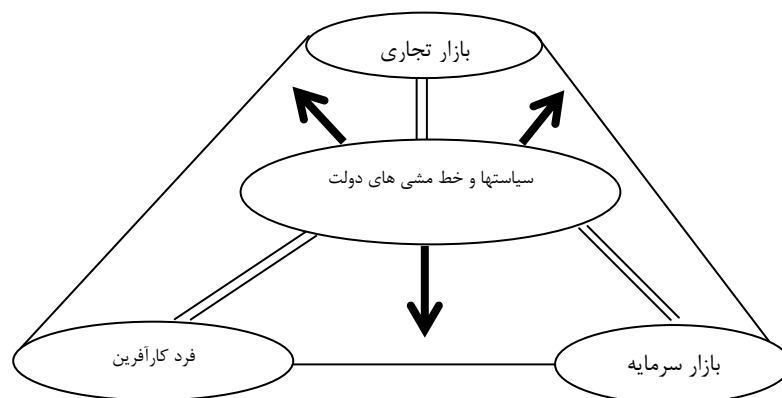 بازار تجاری
سیاستها و خط مشی های دولت
فرد کارآفرین
بازار سرمایه